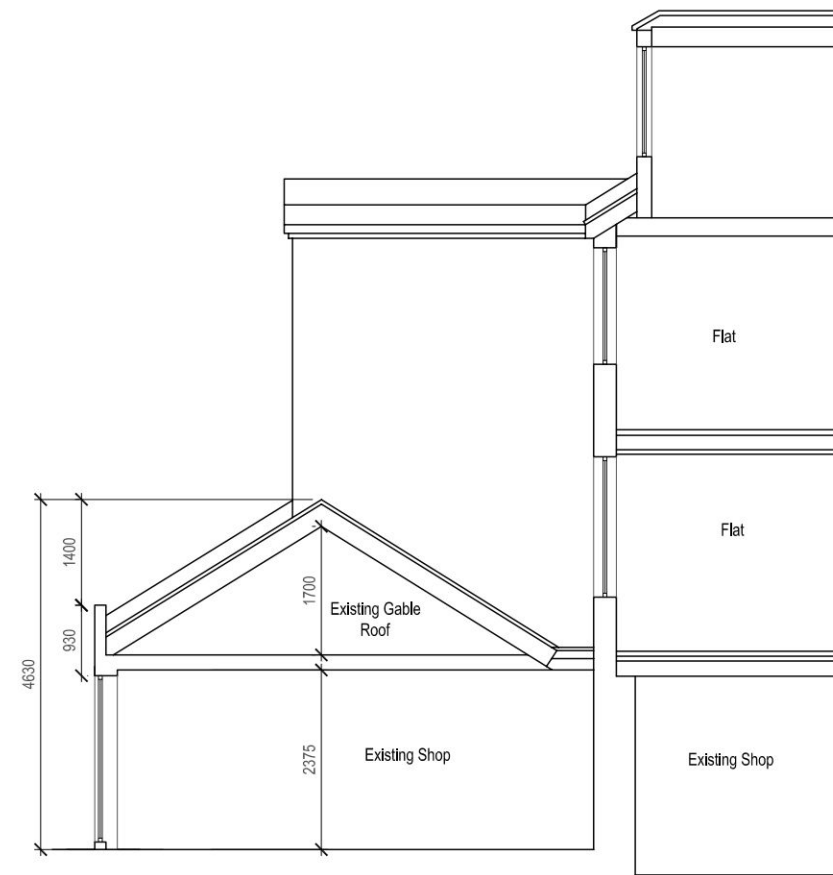 Flat
Flat
1400
930
4630
1700
Existing Gable
Roof
2375
Existing Shop
Existing Shop